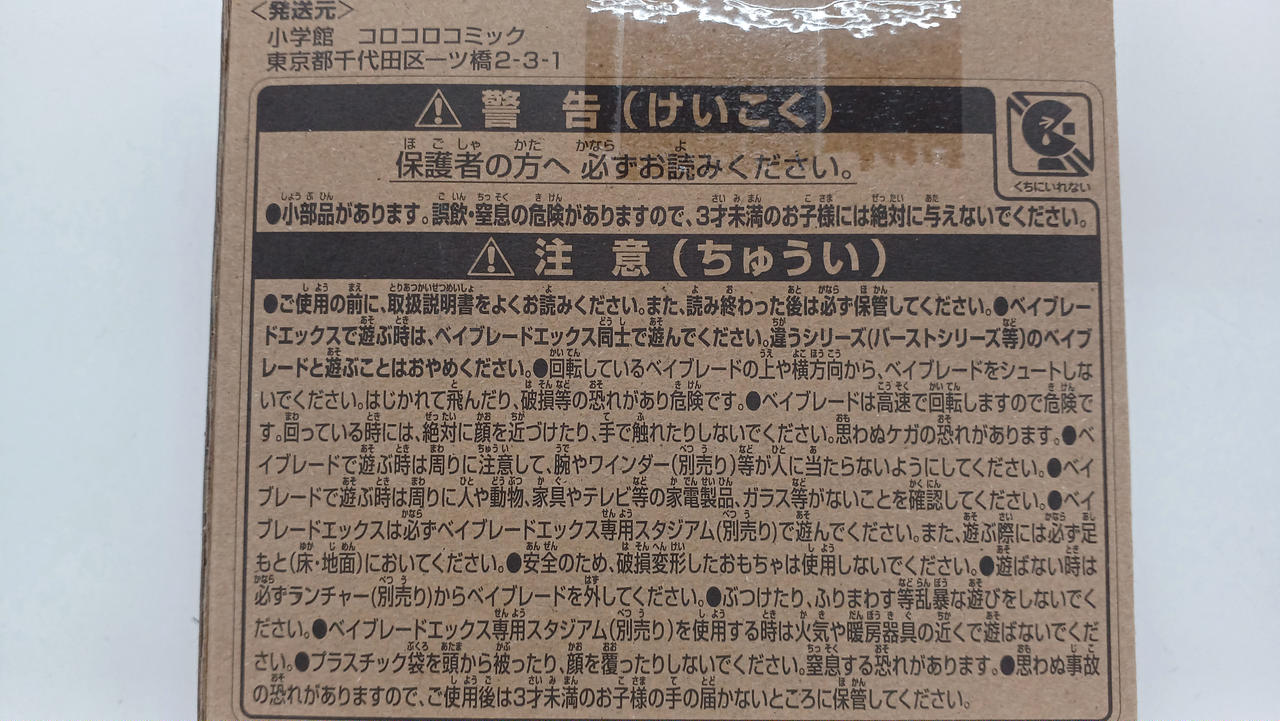 <発送元>
小学館 コロコロコミック
東京都千代田区一ツ橋2-3-1
⚠ 警 告(けいこく)
保護者の方へ 必ずお読みください。
くちにいれない
●小部品があります。誤飲・窒息の危険がありますので、3才未満のお子様には絶対に与えないでください。
⚠ 注 意(ちゅうい)
●ご使用の前に、取扱説明書をよくお読みください。また、読み終わった後は必ず保管してください。●ベイブレー
ドエックスで遊ぶ時は、ベイブレードエックス同士で遊んでください。違うシリーズ(バーストシリーズ等)のベイブ
レードと遊ぶことはおやめください。●回転しているベイブレードの上や横方向から、ベイブレードをシュートしな
いでください。はじかれて飛んだり、破損等の恐れがあり危険です。●ベイブレードは高速で回転しますので危険で
す。回っている時には、絶対に顔を近づけたり、手で触れたりしないでください。思わぬケガの恐れがあります。●ベ
イブレードで遊ぶ時は周りに注意して、腕やワインダー(別売り)等が人に当たらないようにしてください。●ベイ
ブレードで遊ぶ時は周りに人や動物、家具やテレビ等の家電製品、ガラス等がないことを確認してください。●ベイ
ブレードエックスは必ずベイブレードエックス専用スタジアム(別売り)で遊んでください。また、遊ぶ際には必ず足
もと(床・地面)においてください。●安全のため、破損変形したおもちゃは使用しないでください。●遊ばない時は
必ずランチャー(別売り)からベイブレードを外してください。●ぶつけたり、ふりまわす等乱暴な遊びをしないでく
ださい。●ベイブレードエックス専用スタジアム(別売り)を使用する時は火気や暖房器具の近くで遊ばないでくだ
さい。●プラスチック袋を頭から被ったり、顔を覆ったりしないでください。窒息する恐れがあります。●思わぬ事故
の恐れがありますので、ご使用後は3才未満のお子様の手の届かないところに保管してください。